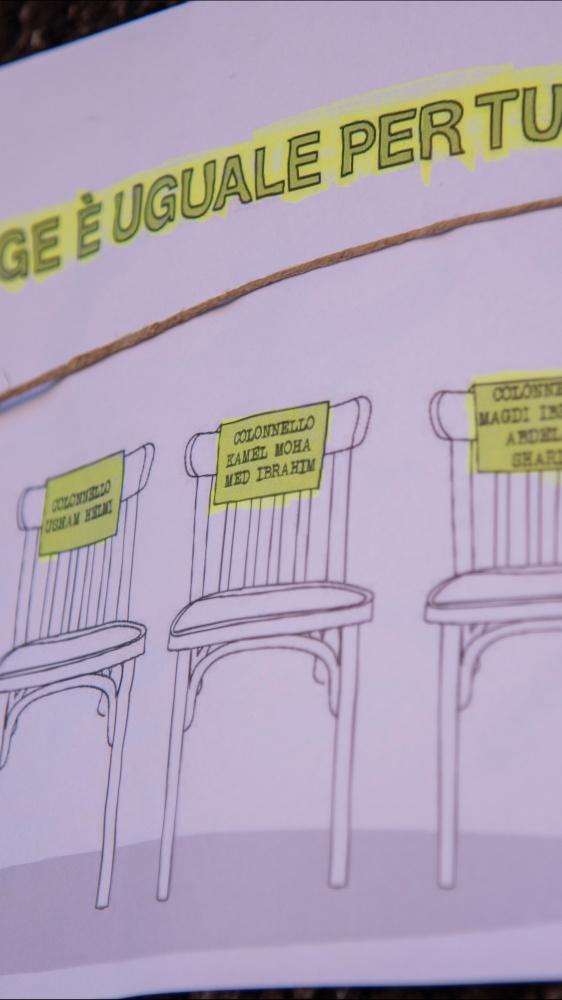 GE È UGUALE PER TU
COLONNELLO
USHAM HELMI
COLONNELLO
KAMEL MOHA
MED IBRAHIM
COLONNE
MAGDI IB
ABDEL
SHARI